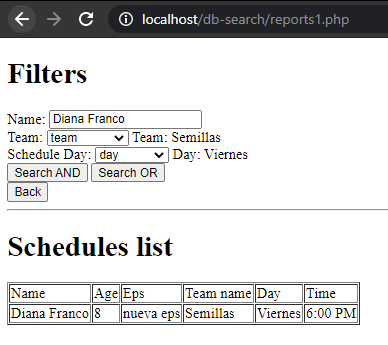 localhost/db-search/reports1.php
Filters
Name: Diana Franco
Team: team Team: Semillas
Schedule Day: day Day: Viernes
Search AND Search OR
Back
Schedules list
Name Age Eps Team name Day Time
Diana Franco 8 nueva eps Semillas Viernes 6:00 PM